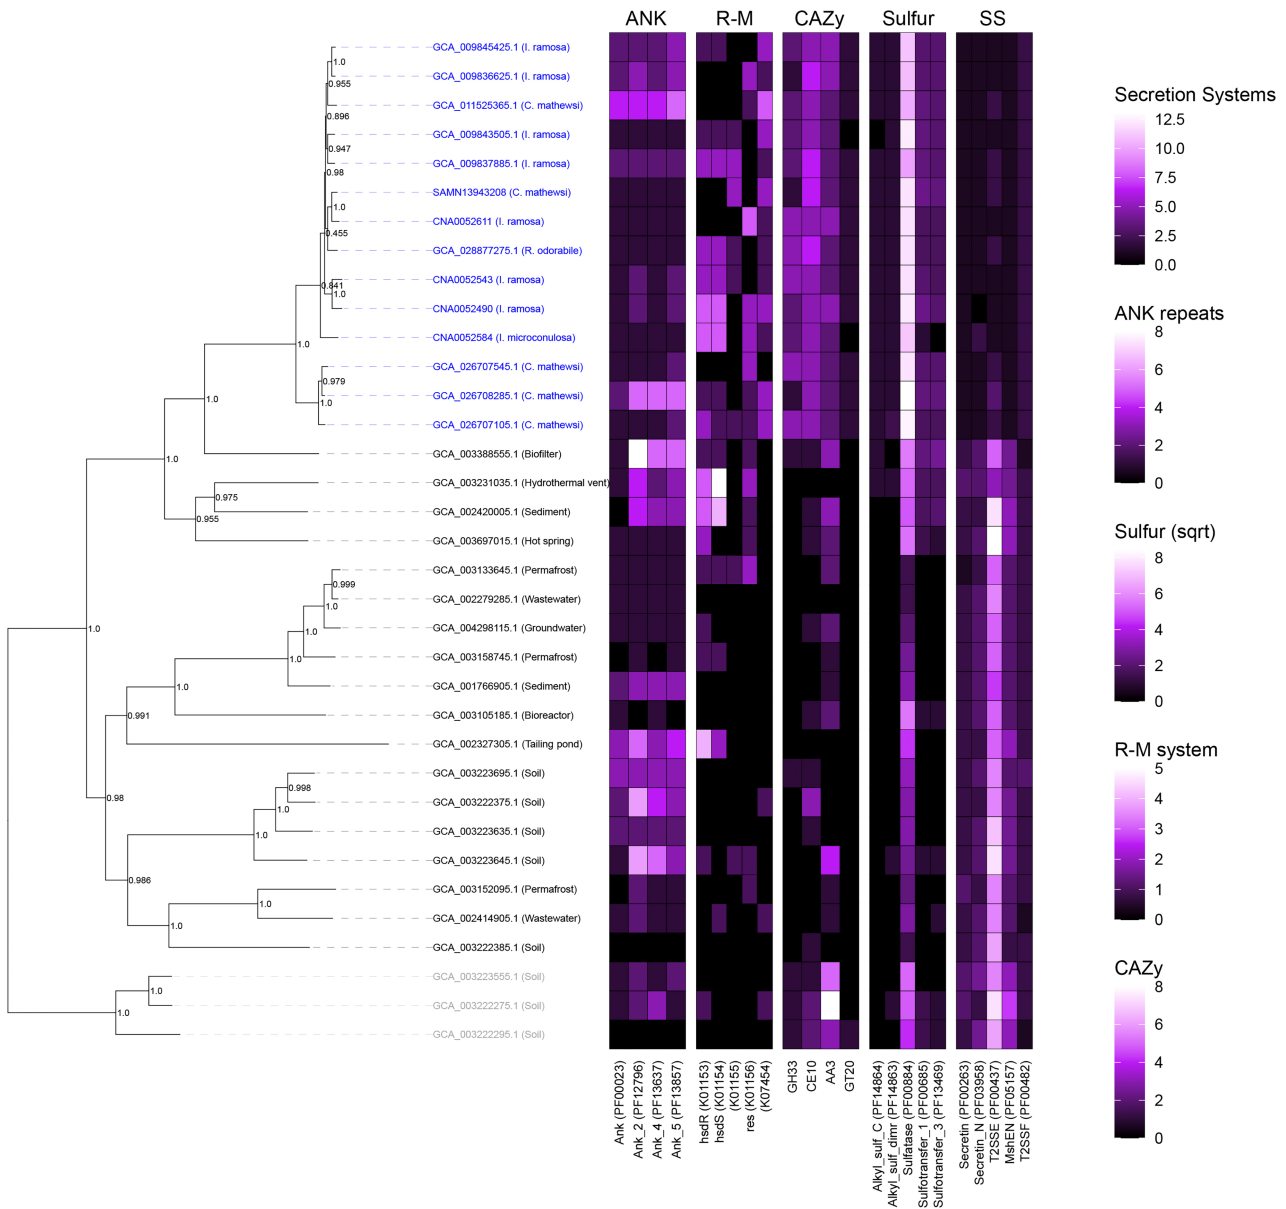 ANK R-M CAZy Sulfur SS
GCA_009845425.1 (I. ramosa)
1.0
GCA_009836625.1 (I. ramosa)
0.955
GCA_011525365.1 (C. mathewsi)
0.896
GCA_009843505.1 (I. ramosa)
0.947
GCA_009837885.1 (I. ramosa)
0.98
SAMN13943208 (C. mathewsi)
1.0
CNA0052611 (I. ramosa)
0.455
GCA_028877275.1 (R. odorabile)
CNA0052543 (I. ramosa)
0.841
1.0
CNA0052490 (I. ramosa)
CNA0052584 (I. microconulosa)
1.0
GCA_026707545.1 (C. mathewsi)
0.979
GCA_026708285.1 (C. mathewsi)
1.0
1.0
GCA_026707105.1 (C. mathewsi)
GCA_003388555.1 (Biofilter)
1.0
GCA_003231035.1 (Hydrothermal vent)
0.975
GCA_002420005.1 (Sediment)
0.955
GCA_003697015.1 (Hot spring)
GCA_003133645.1 (Permafrost)
0.999
GCA_002279285.1 (Wastewater)
1.0
GCA_004298115.1 (Groundwater)
1.0
1.0
GCA_003158745.1 (Permafrost)
1.0
GCA_001766905.1 (Sediment)
1.0
GCA_003105185.1 (Bioreactor)
0.991
GCA_002327305.1 (Tailing pond)
GCA_003223695.1 (Soil)
0.998
0.98
GCA_003222375.1 (Soil)
1.0
GCA_003223635.1 (Soil)
1.0
GCA_003223645.1 (Soil)
0.986
GCA_003152095.1 (Permafrost)
1.0
GCA_002414905.1 (Wastewater)
1.0
GCA_003222385.1 (Soil)
GCA_003223555.1 (Soil)
1.0
GCA_003222275.1 (Soil)
1.0
GCA_003222295.1 (Soil)
Ank (PF00023)
Ank_2 (PF12796)
Ank_4 (PF13637)
Ank_5 (PF13857)
hsdR (K01153)
hsdS (K01154)
(K01155)
res (K01156)
(K07454)
GH33
CE10
AA3
GT20
Alkyl_sulf_C (PF14864)
Alkyl_sulf_dimr (PF14863)
Sulfatase (PF00884)
Sulfotransfer_1 (PF00685)
Sulfotransfer_3 (PF13469)
Secretin (PF00263)
Secretin_N (PF03958)
T2SSE (PF00437)
MshEN (PF05157)
T2SSF (PF00482)
Secretion Systems
12.5
10.0
7.5
5.0
2.5
0.0
ANK repeats
8
6
4
2
0
Sulfur (sqrt)
8
6
4
2
0
R-M system
5
4
3
2
1
0
CAZy
8
6
4
2
0